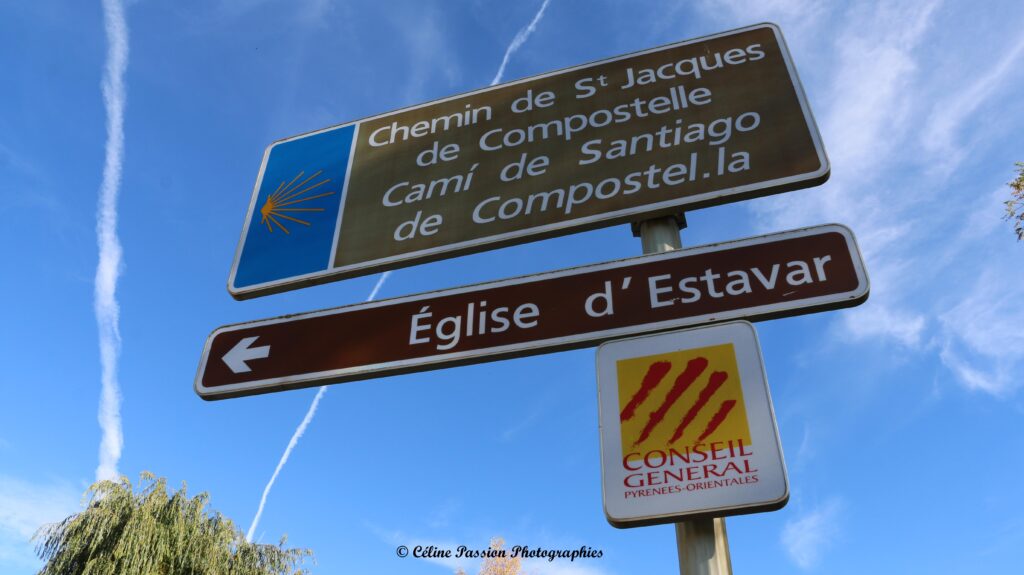 Chemin de St Jacques
de Compostelle
Camí de Santiago
de Compostel.la
Église d'Estavar
CONSEIL
GENERAL
PYRENEES-ORIENTALES
© Céline Passion Photographies